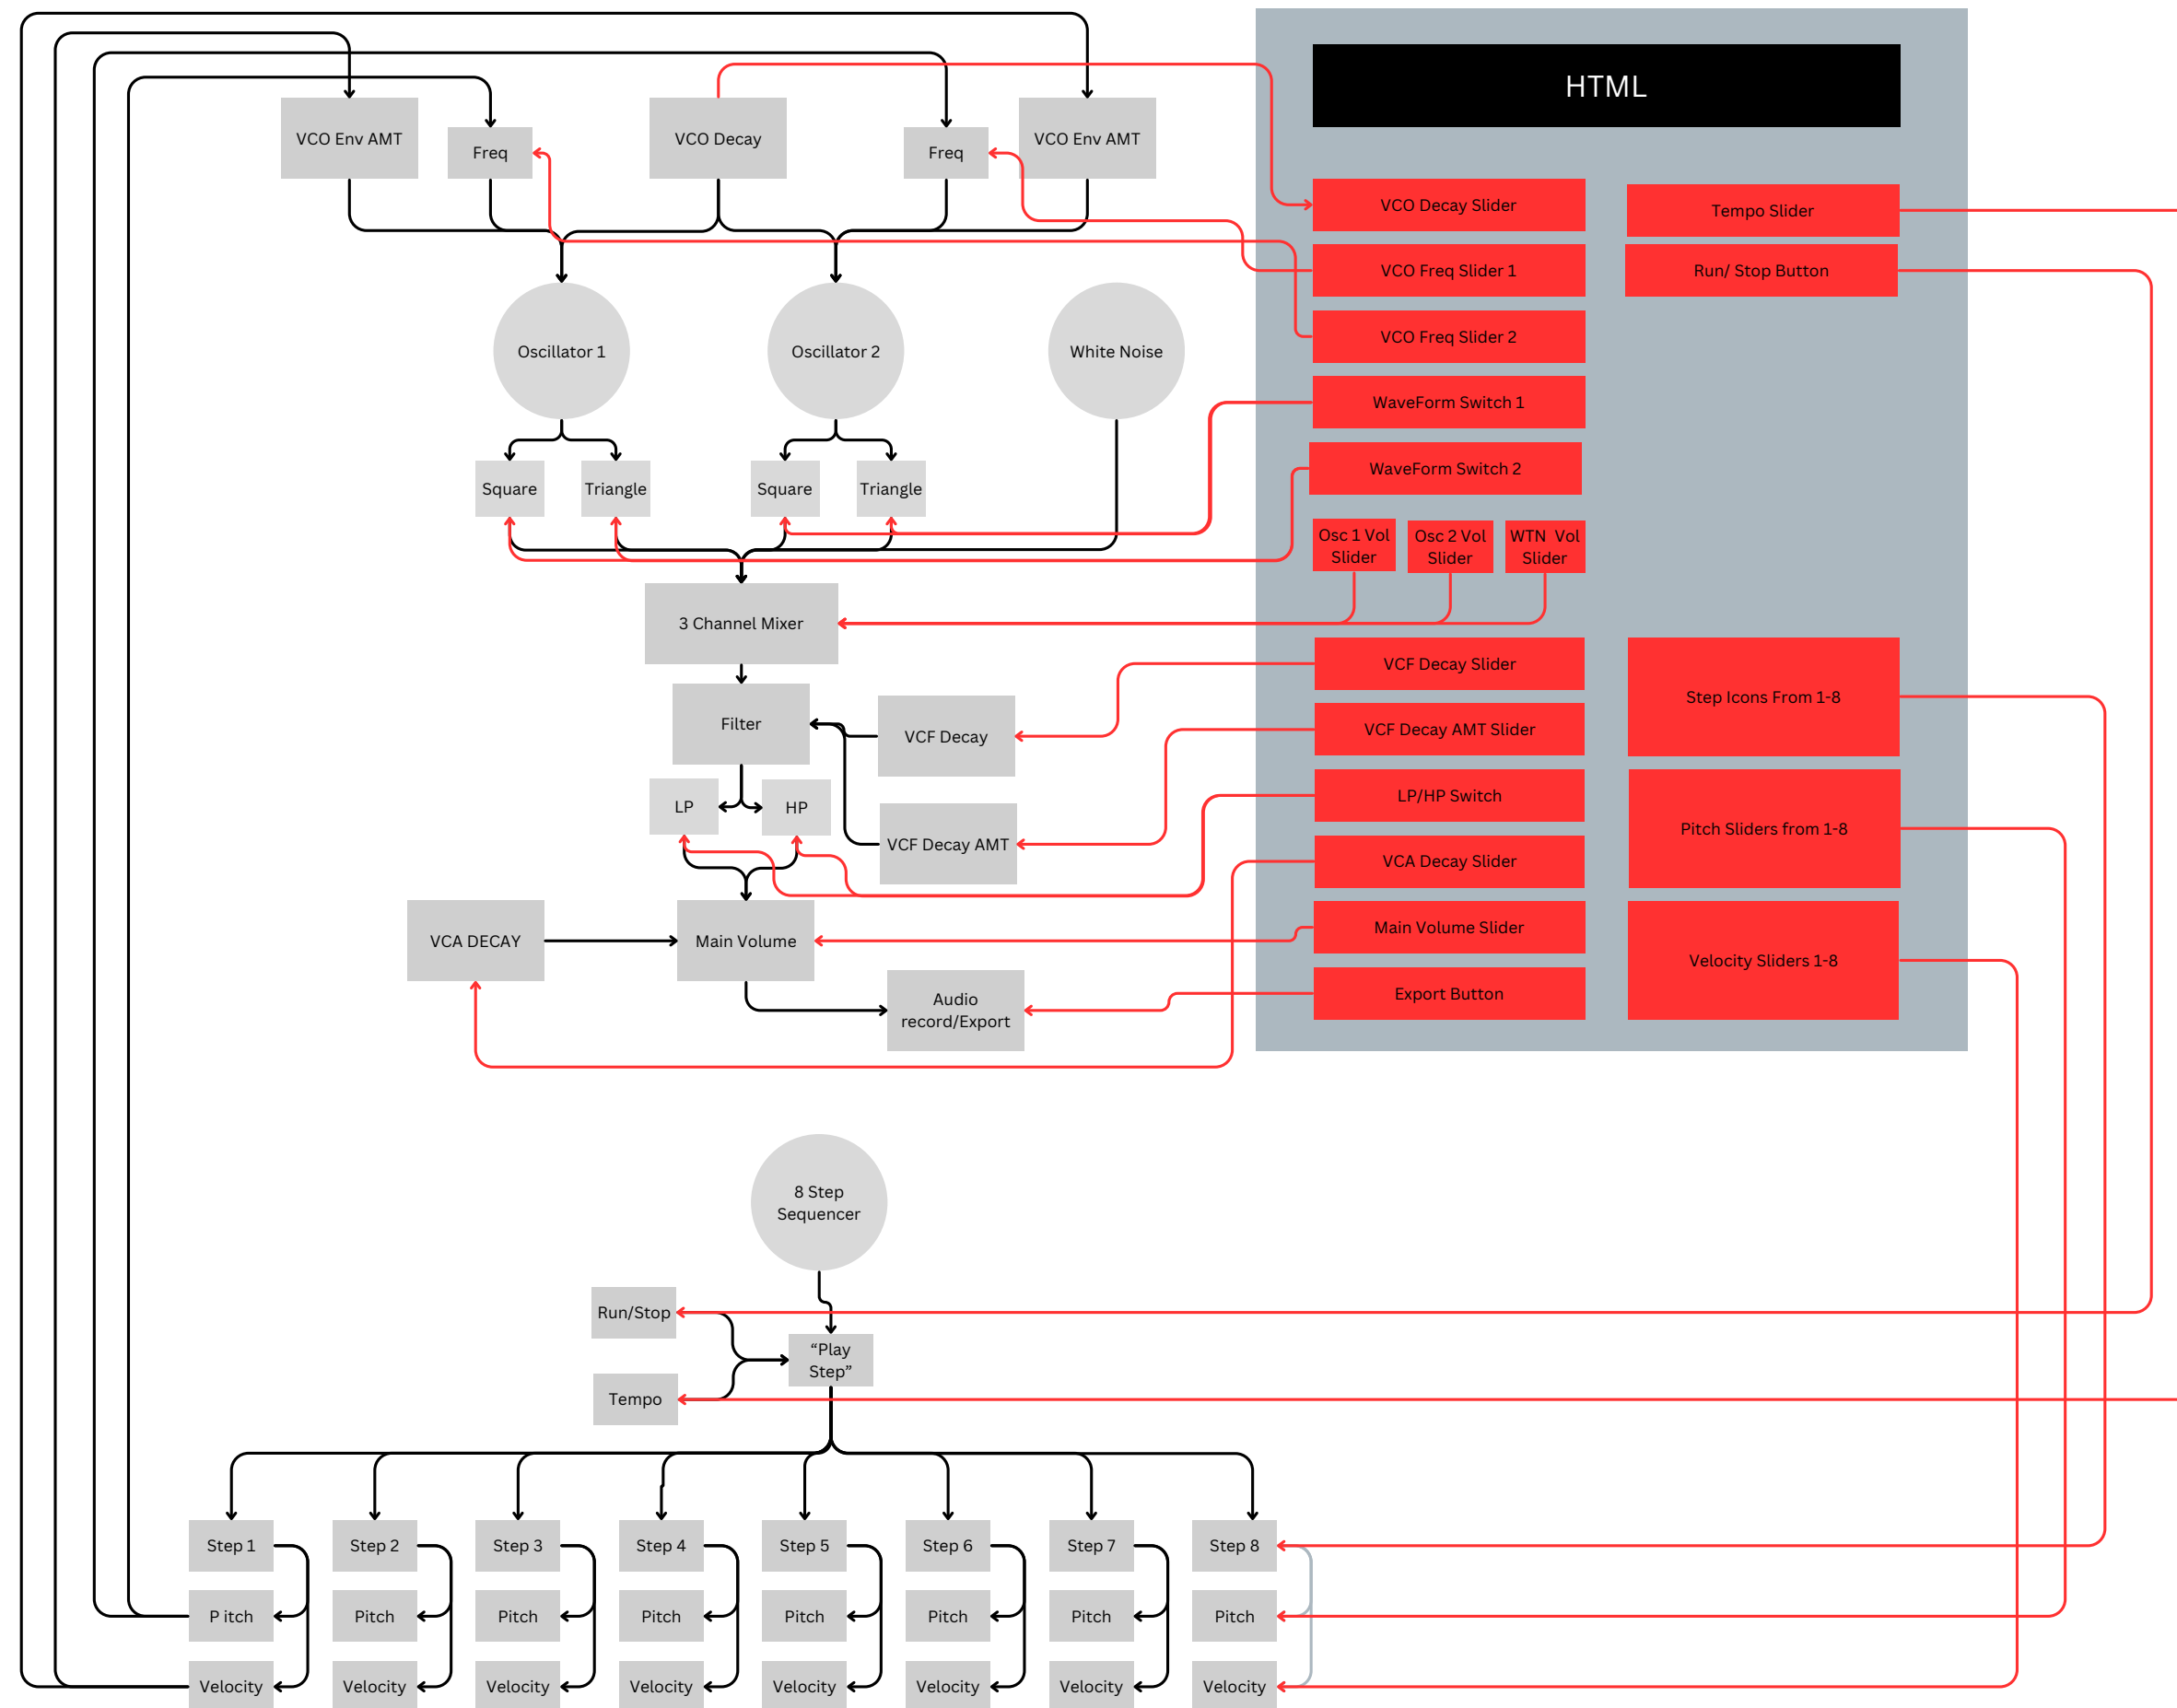 HTML
VCO Env AMT
Freq
VCO Decay
Freq
VCO Env AMT
VCO Decay Slider
Tempo Slider
VCO Freq Slider 1
Run/ Stop Button
VCO Freq Slider 2
Oscillator 1
Oscillator 2
White Noise
WaveForm Switch 1
WaveForm Switch 2
Square
Triangle
Square
Triangle
Osc 1 Vol
Slider
Osc 2 Vol
Slider
WTN Vol
Slider
3 Channel Mixer
VCF Decay Slider
Step Icons From 1-8
Filter
VCF Decay
VCF Decay AMT Slider
LP
HP
LP/HP Switch
Pitch Sliders from 1-8
VCF Decay AMT
VCA Decay Slider
VCA DECAY
Main Volume
Main Volume Slider
Velocity Sliders 1-8
Audio
record/Export
Export Button
8 Step
Sequencer
Run/Stop
“Play
Step”
Tempo
Step 1
Step 2
Step 3
Step 4
Step 5
Step 6
Step 7
Step 8
P itch
Pitch
Pitch
Pitch
Pitch
Pitch
Pitch
Pitch
Velocity
Velocity
Velocity
Velocity
Velocity
Velocity
Velocity
Velocity